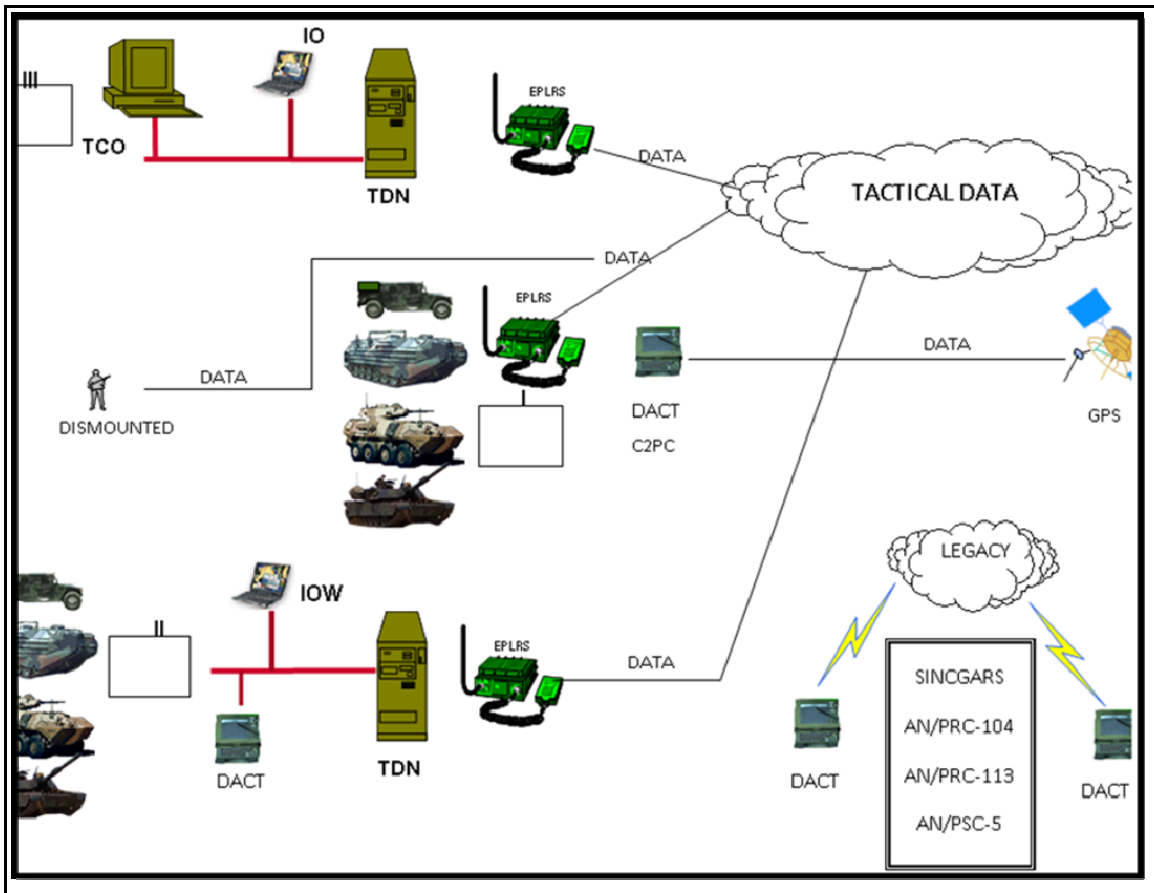 III
IO
TCO
TDN
EPLRS
DATA
TACTICAL DATA
DATA
EPLRS
DATA
DATA
DISMOUNTED
I
DACT
C2PC
GPS
LEGACY
IOW
II
EPLRS
DATA
DACT
TDN
SINCGARS
AN/PRC-104
AN/PRC-113
AN/PSC-5
DACT
DACT